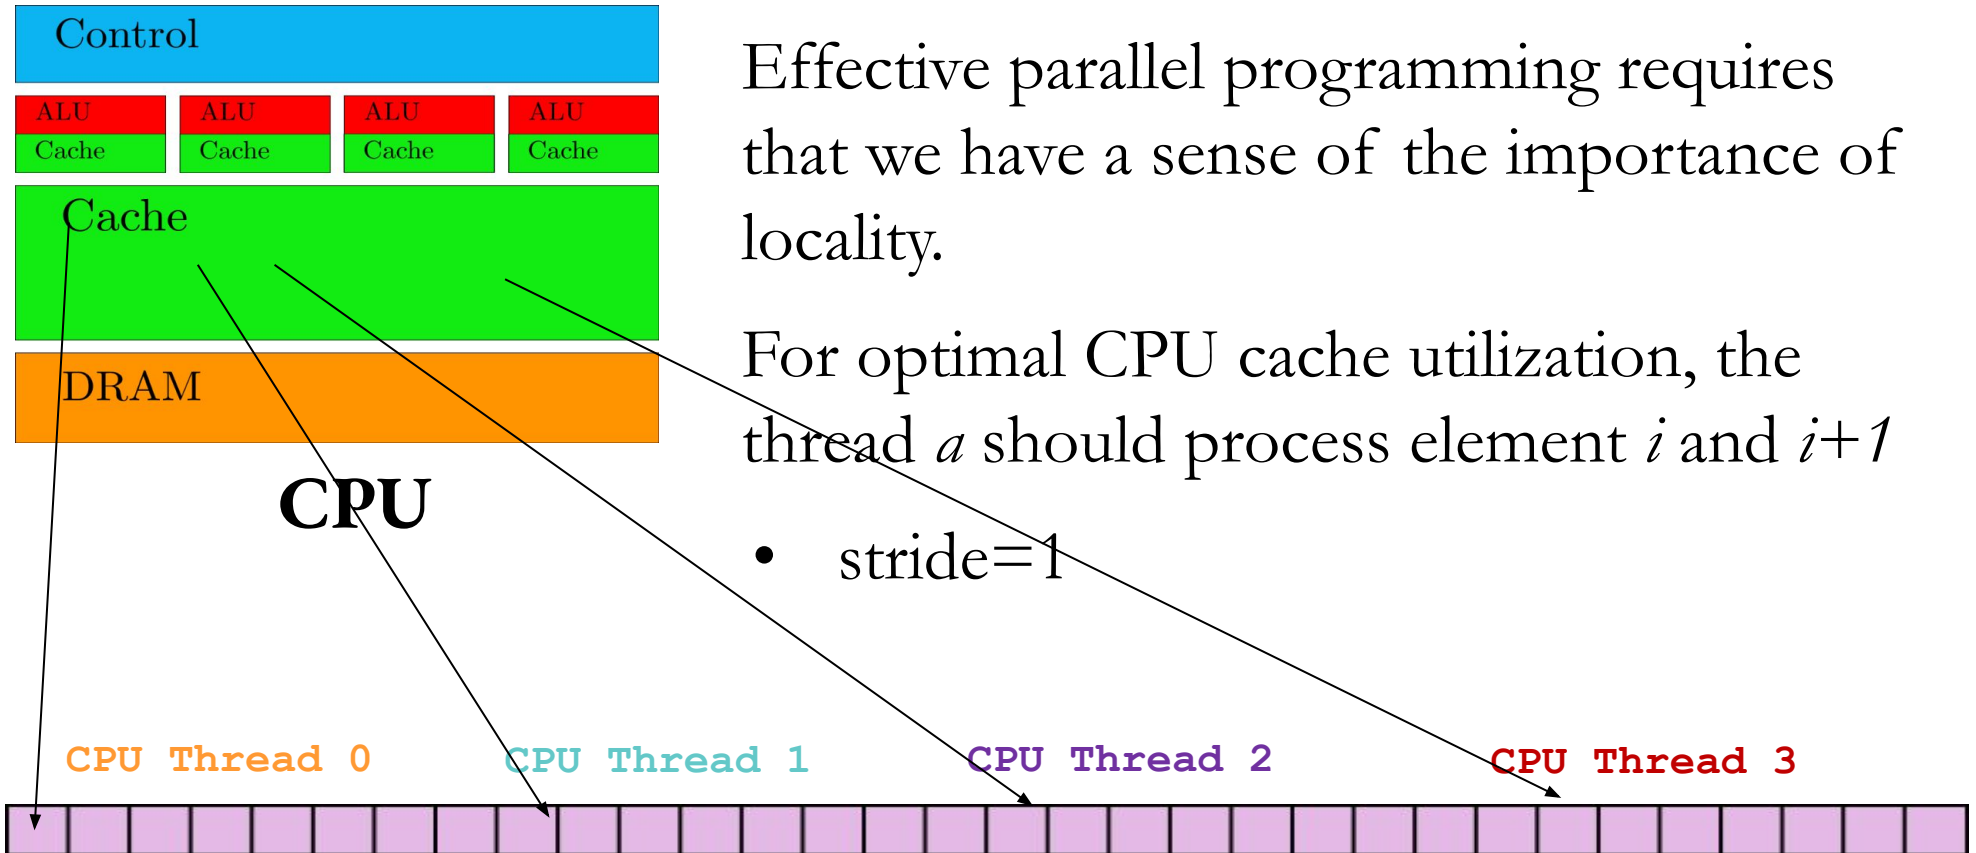 Control
ALU ALU ALU ALU
Cache Cache Cache Cache
Cache
DRAM
CPU
Effective parallel programming requires
that we have a sense of the importance of
locality.
For optimal CPU cache utilization, the
thread a should process element i and i+1
• stride=1
CPU Thread 0 CPU Thread 1 CPU Thread 2 CPU Thread 3